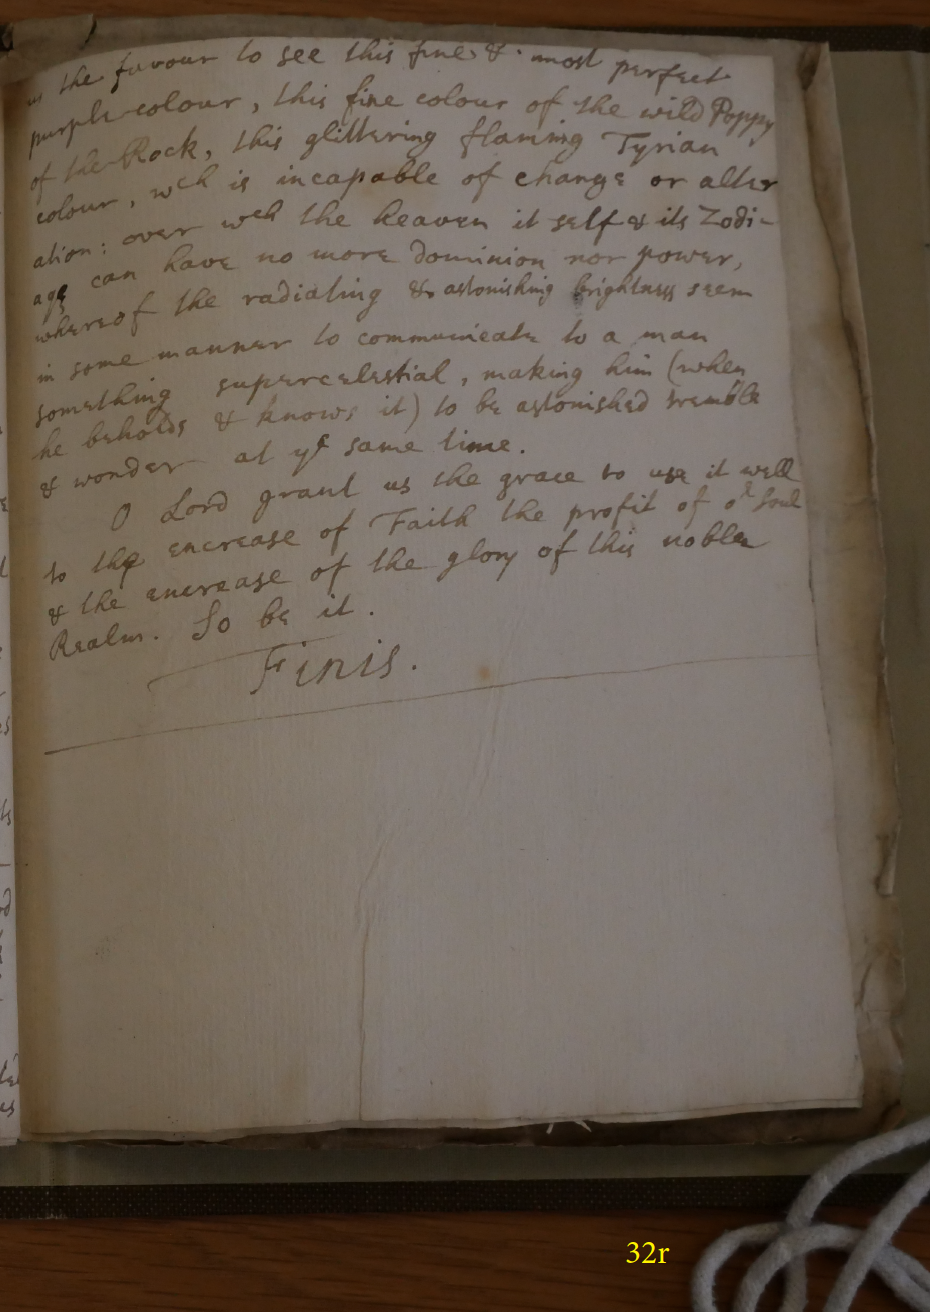 us the favour to see this fine & most perfect
purple colour, this fine colour of the wild Poppy
of the Rock, this glittering flaming Tyrian
colour, wch is incapable of change or alter
ation: over wch the heaven it self & its Zodi-
age can have no more dominion nor power,
whereof the radiating & astonishing brightness seem
in some manner to communicate to a man
something supercelestial, making him (when
he beholds & knows it) to be astonished tremble
& wonder at ye same time.
O Lord grant us the grace to use it well
to the encrease of Faith the profit of or Soul
& the encrease of the glory of this noble
Realm. So be it.
Finis.
32r